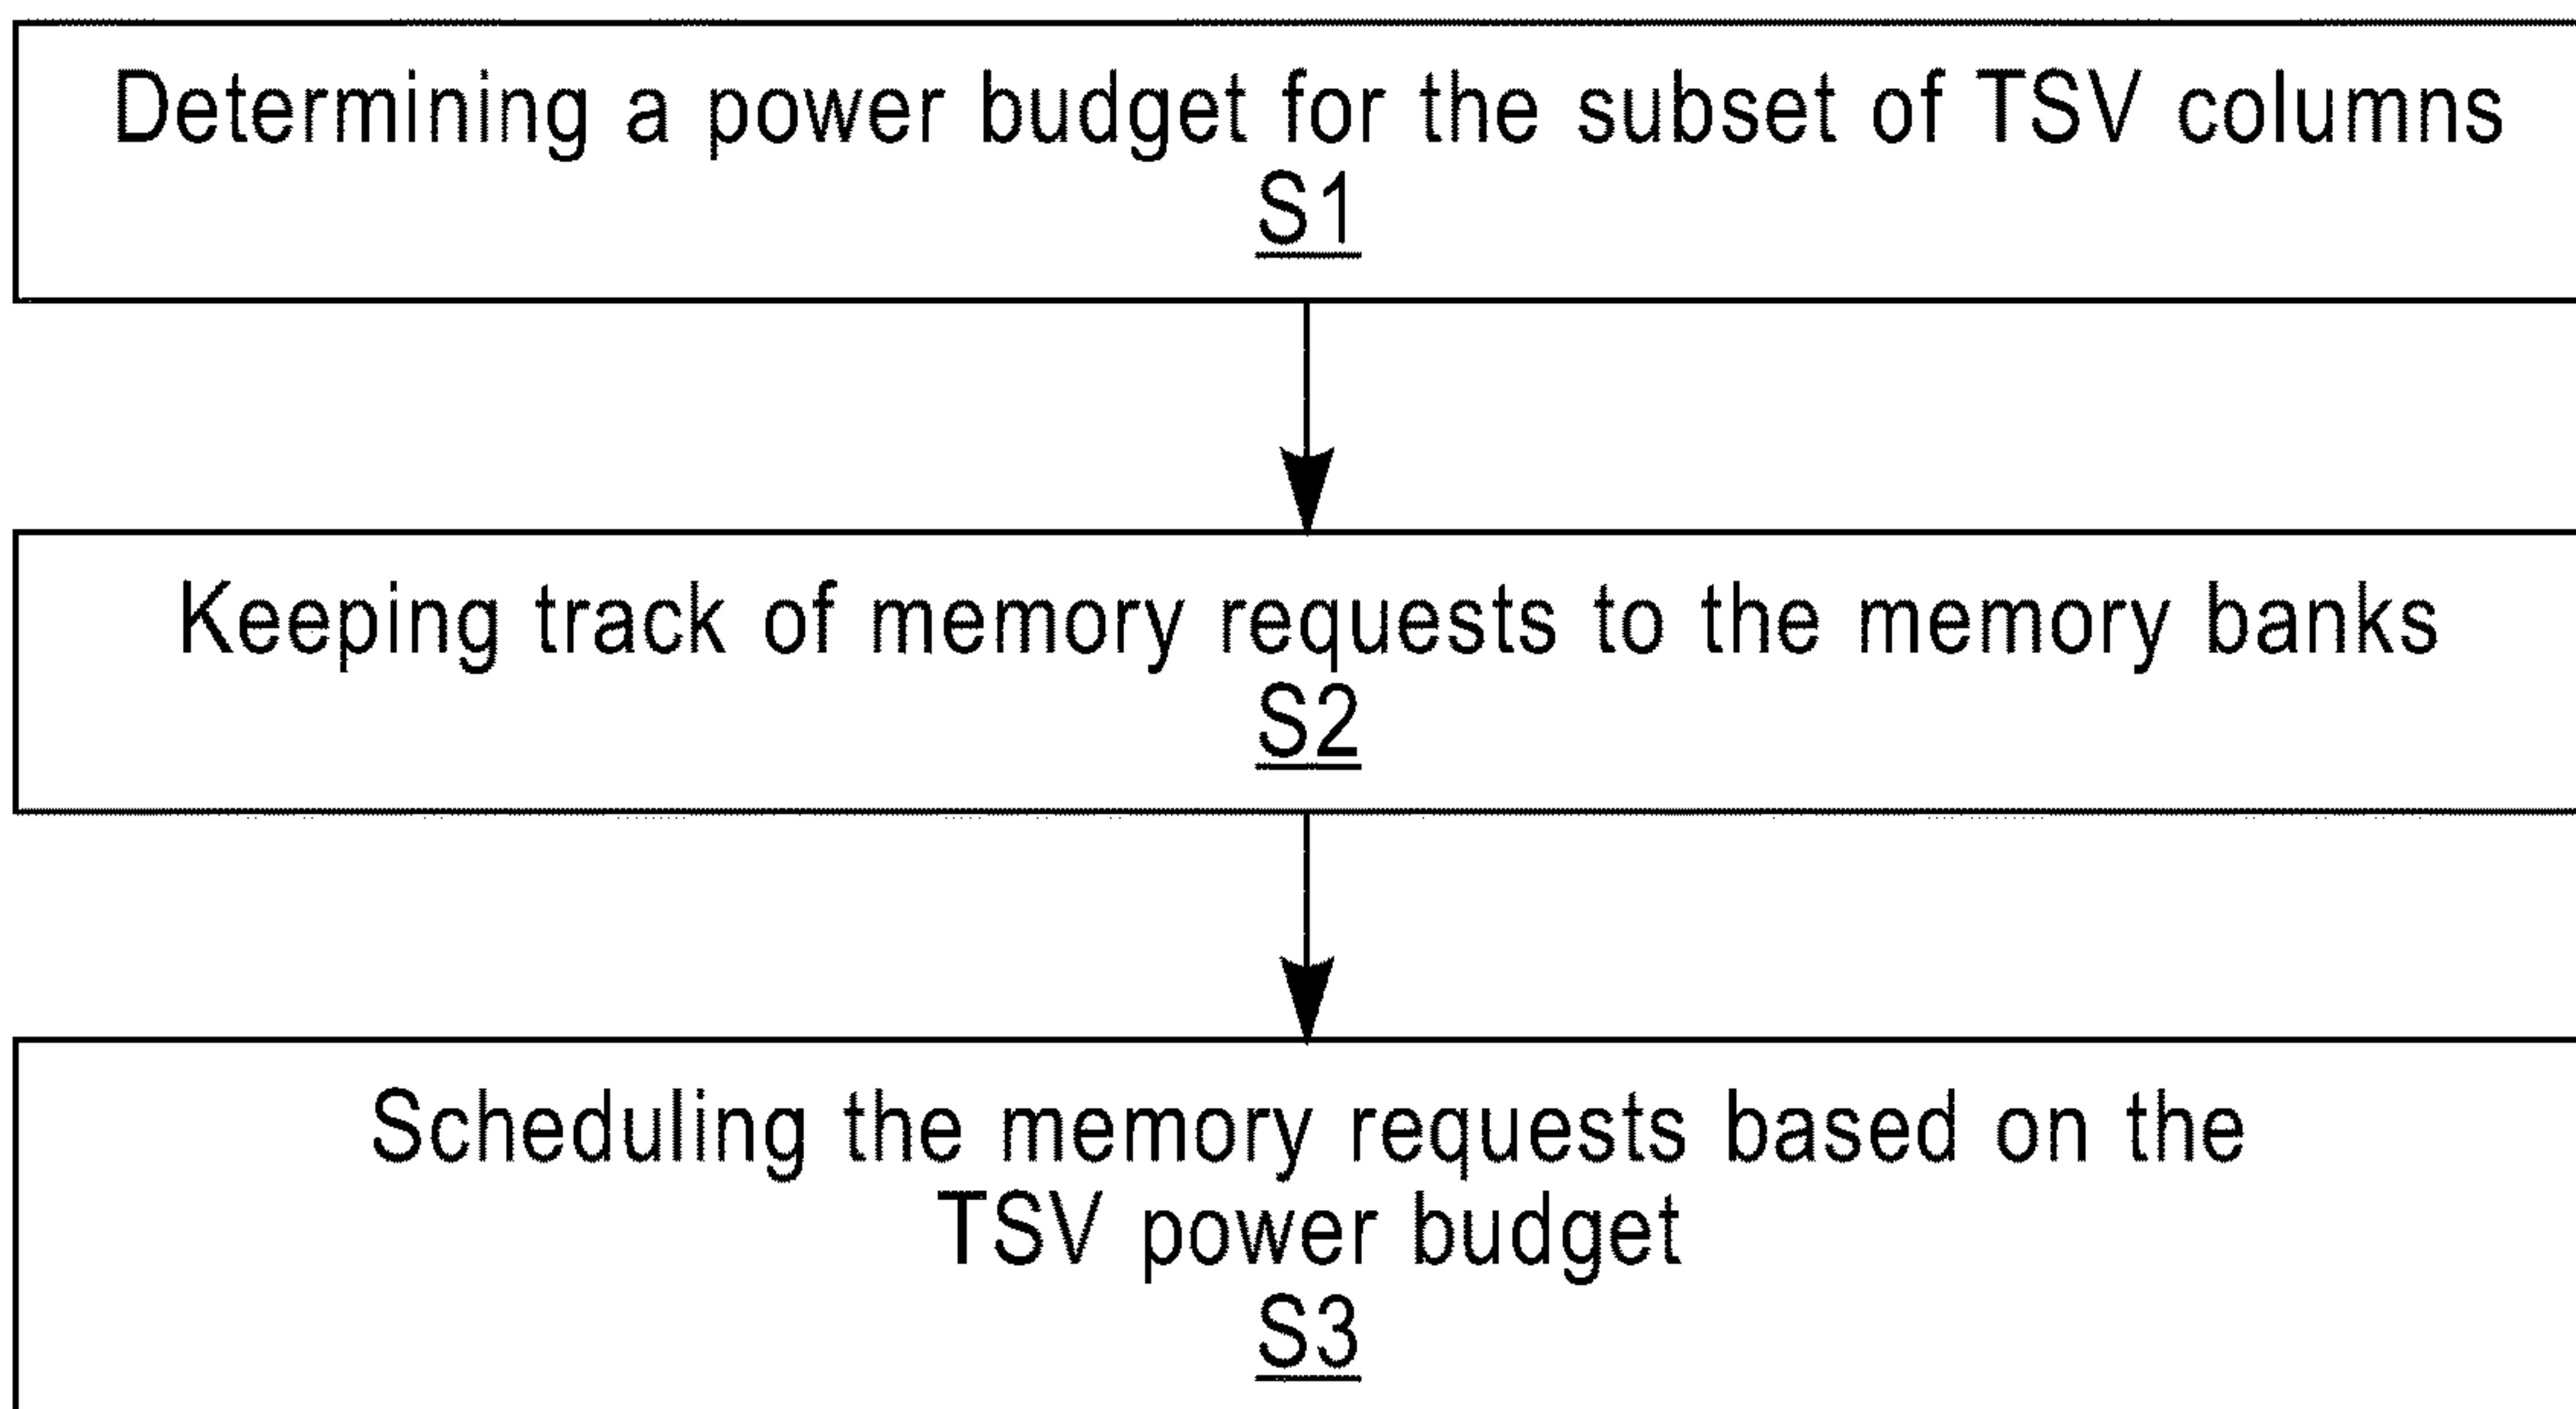 Determining a power budget for the subset of TSV columns
S1
Keeping track of memory requests to the memory banks
S2
Scheduling the memory requests based on the
TSV power budget
S3